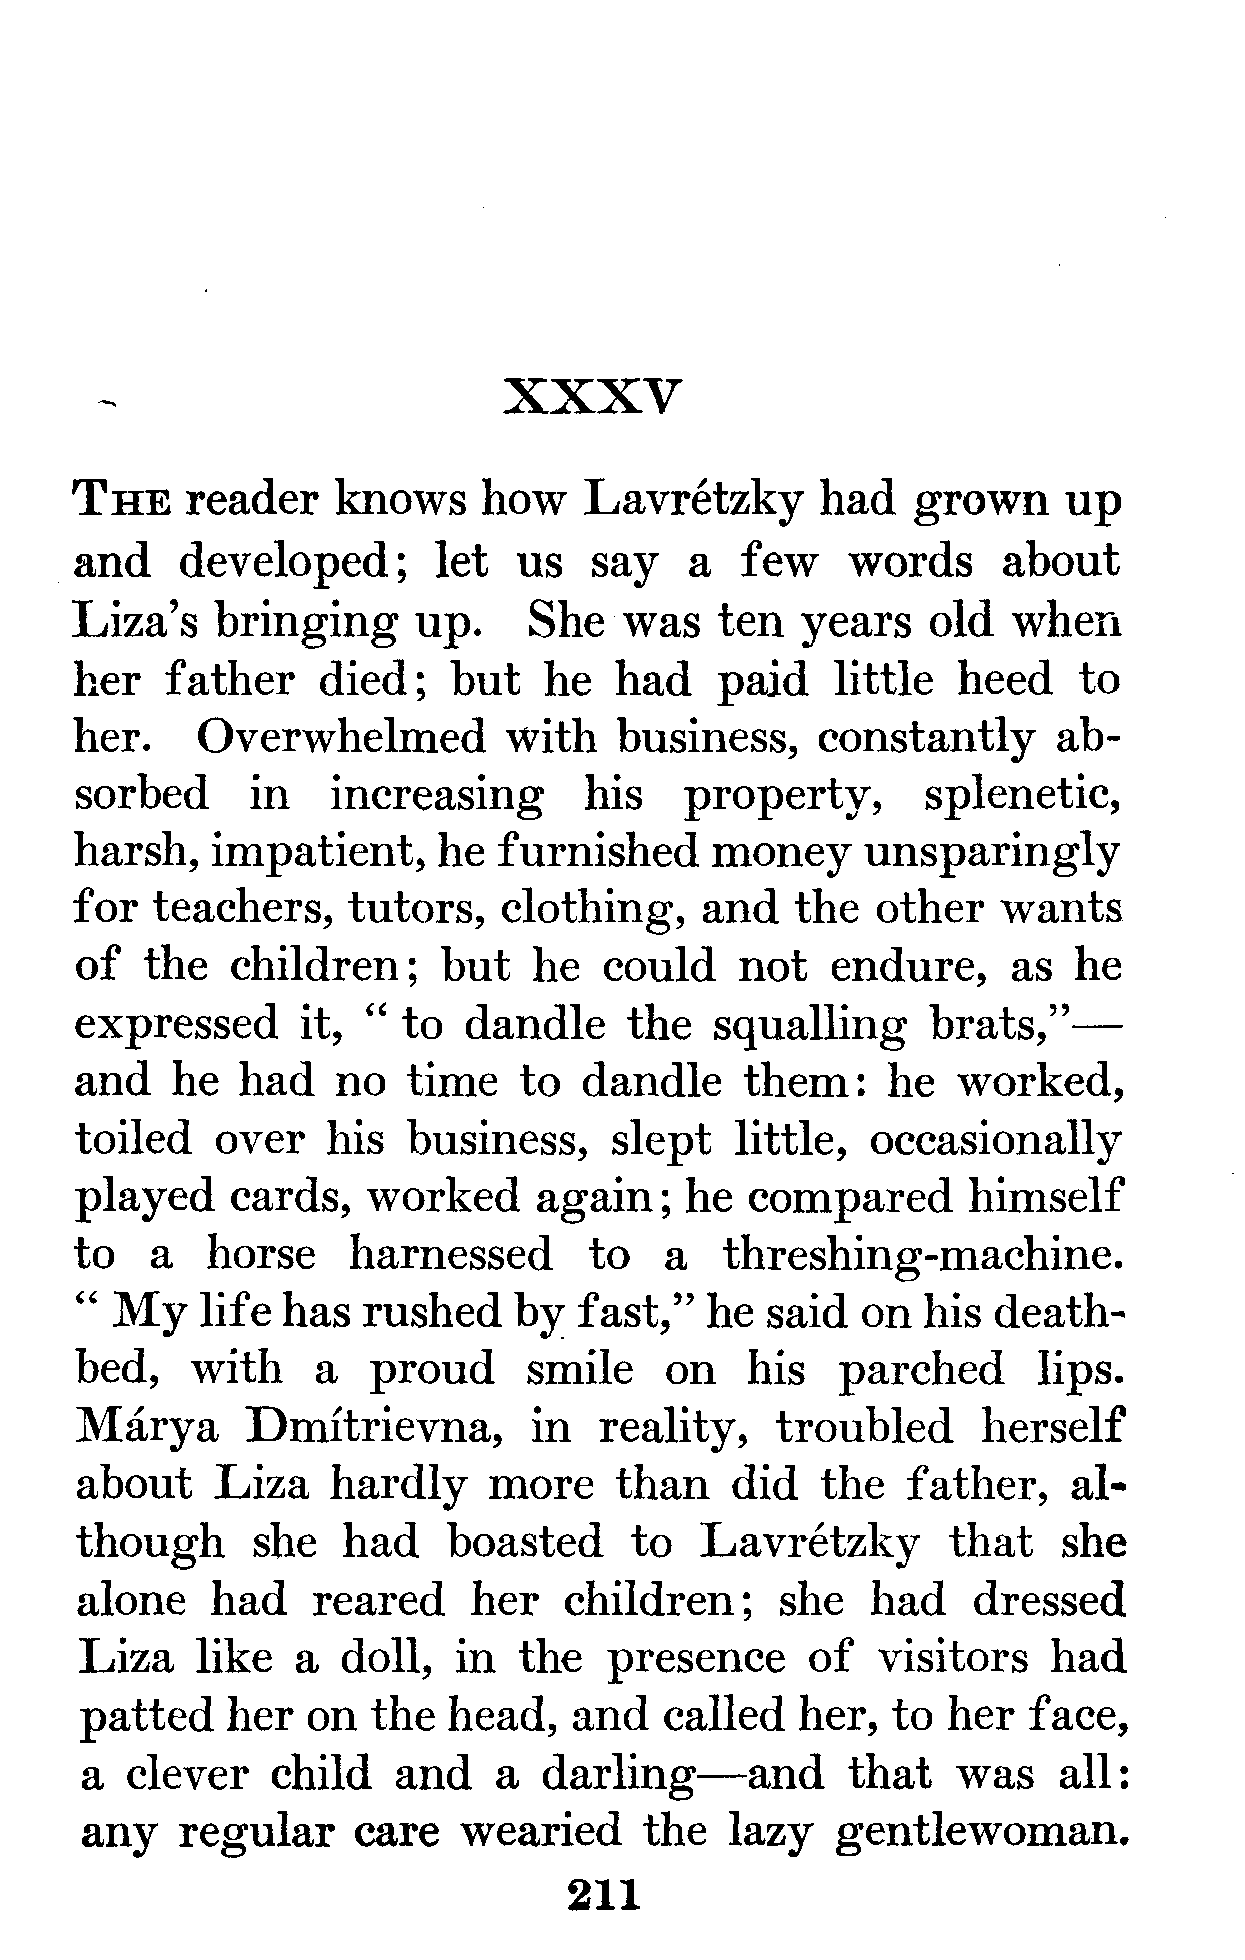 XXXV
THE reader knows how Lavrétzky had grown up
and developed; let us say a few words about
Liza's bringing up. She was ten years old when
her father died; but he had paid little heed to
her. Overwhelmed with business, constantly ab-
sorbed in increasing his property, splenetic,
harsh, impatient, he furnished money unsparingly
for teachers, tutors, clothing, and the other wants
of the children; but he could not endure, as he
expressed it, “ to dandle the squalling brats,”—
and he had no time to dandle them: he worked,
toiled over his business, slept little, occasionally
played cards, worked again; he compared himself
to a horse harnessed to a threshing-machine.
“ My life has rushed by fast,” he said on his death-
bed, with a proud smile on his parched lips.
Márya Dmítrievna, in reality, troubled herself
about Liza hardly more than did the father, al-
though she had boasted to Lavrétzky that she
alone had reared her children; she had dressed
Liza like a doll, in the presence of visitors had
patted her on the head, and called her, to her face,
a clever child and a darling—and that was all:
any regular care wearied the lazy gentlewoman.
211